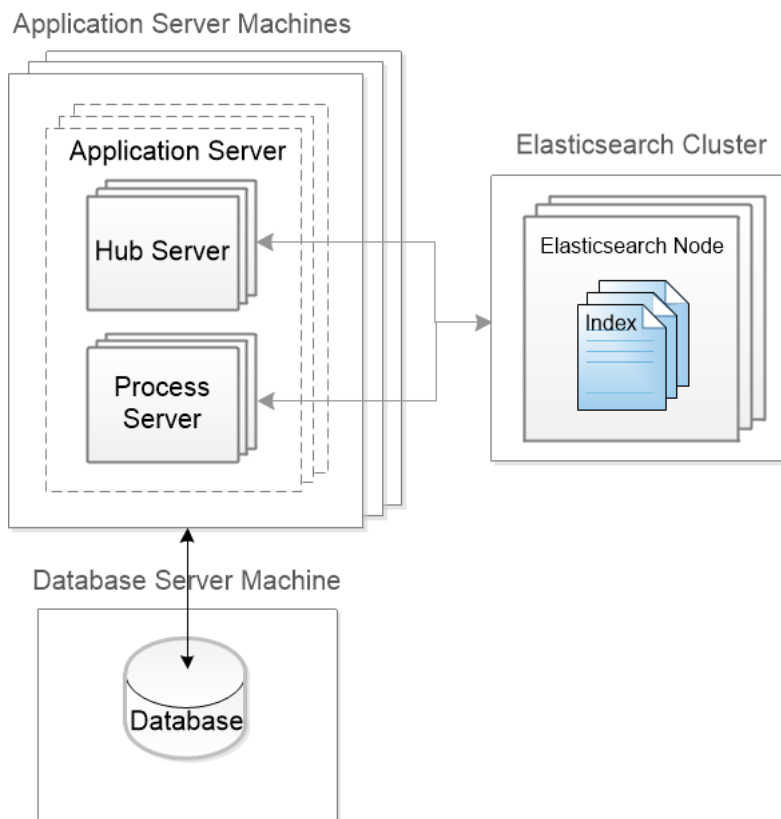 Application Server Machines
Application Server
Hub Server
Process
Server
Elasticsearch Cluster
Elasticsearch Node
Index
Database Server Machine
Database